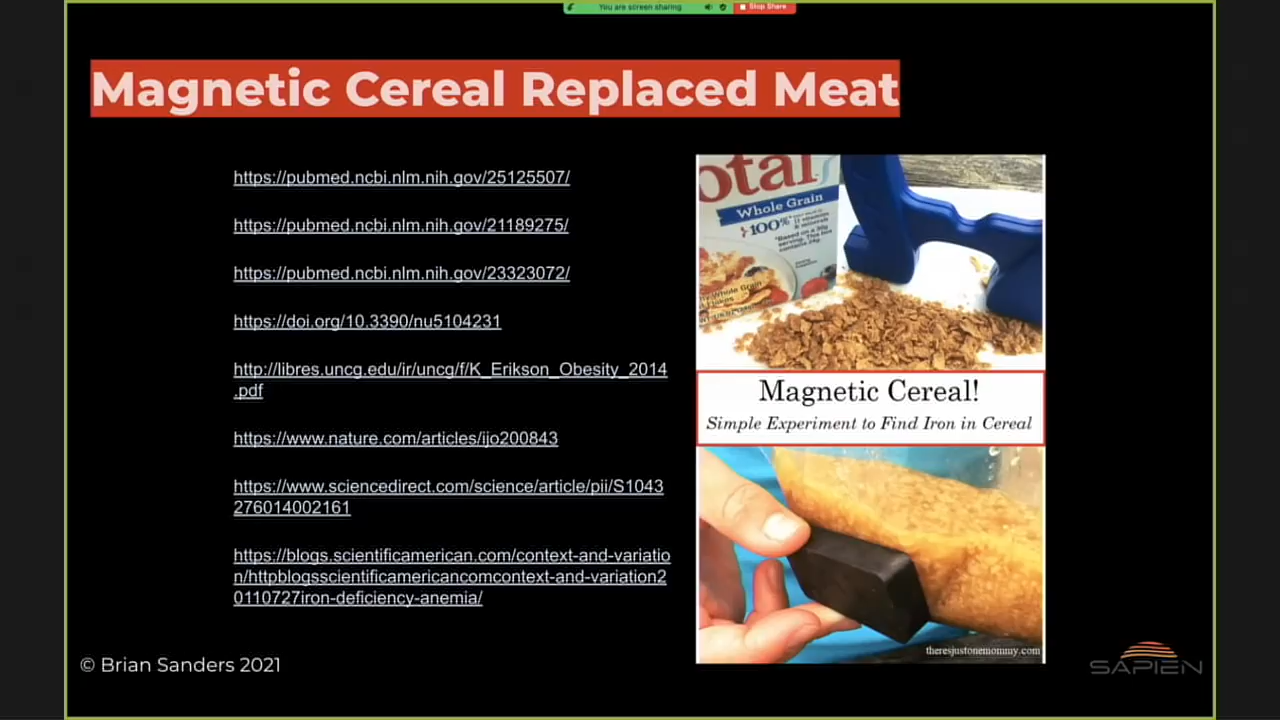 You are screen sharing
Stop Share
Magnetic Cereal Replaced Meat
https://pubmed.ncbi.nlm.nih.gov/25125507/
https://pubmed.ncbi.nlm.nih.gov/21189275/
https://pubmed.ncbi.nlm.nih.gov/23323072/
https://doi.org/10.3390/nu5104231
http://libres.uncg.edu/ir/uncg/f/K_Erikson_Obesity_2014
.pdf
https://www.nature.com/articles/ijo200843
https://www.sciencedirect.com/science/article/pii/S1043
276014002161
https://blogs.scientificamerican.com/context-and-variatio
n/httpblogsscientificamericancomcontext-and-variation2
0110727iron-deficiency-anemia/
otal
Whole Grain
100%
Magnetic Cereal!
Simple Experiment to Find Iron in Cereal
theresjustonemommy.com
© Brian Sanders 2021
SAPIEN